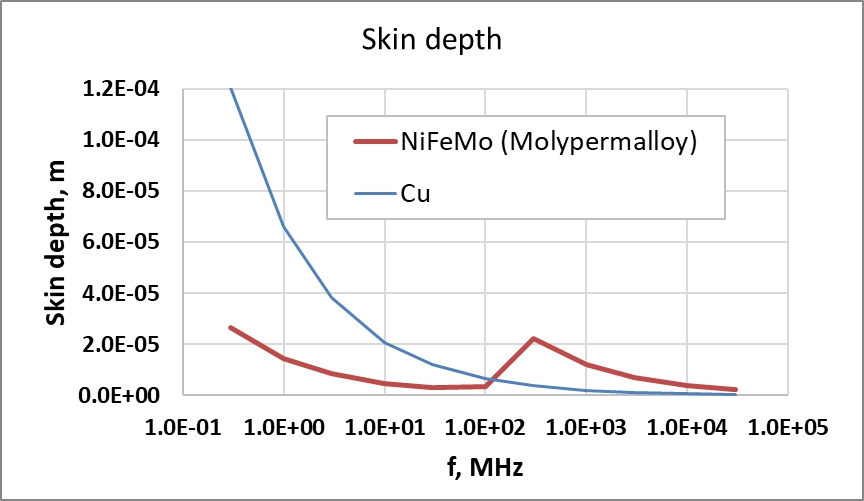 Skin depth
1.2E-04
1.0E-04
8.0E-05
6.0E-05
4.0E-05
2.0E-05
0.0E+00
Skin depth, m
NiFeMo (Molypermalloy)
Cu
1.0E-01 1.0E+00 1.0E+01 1.0E+02 1.0E+03 1.0E+04 1.0E+05
f, MHz